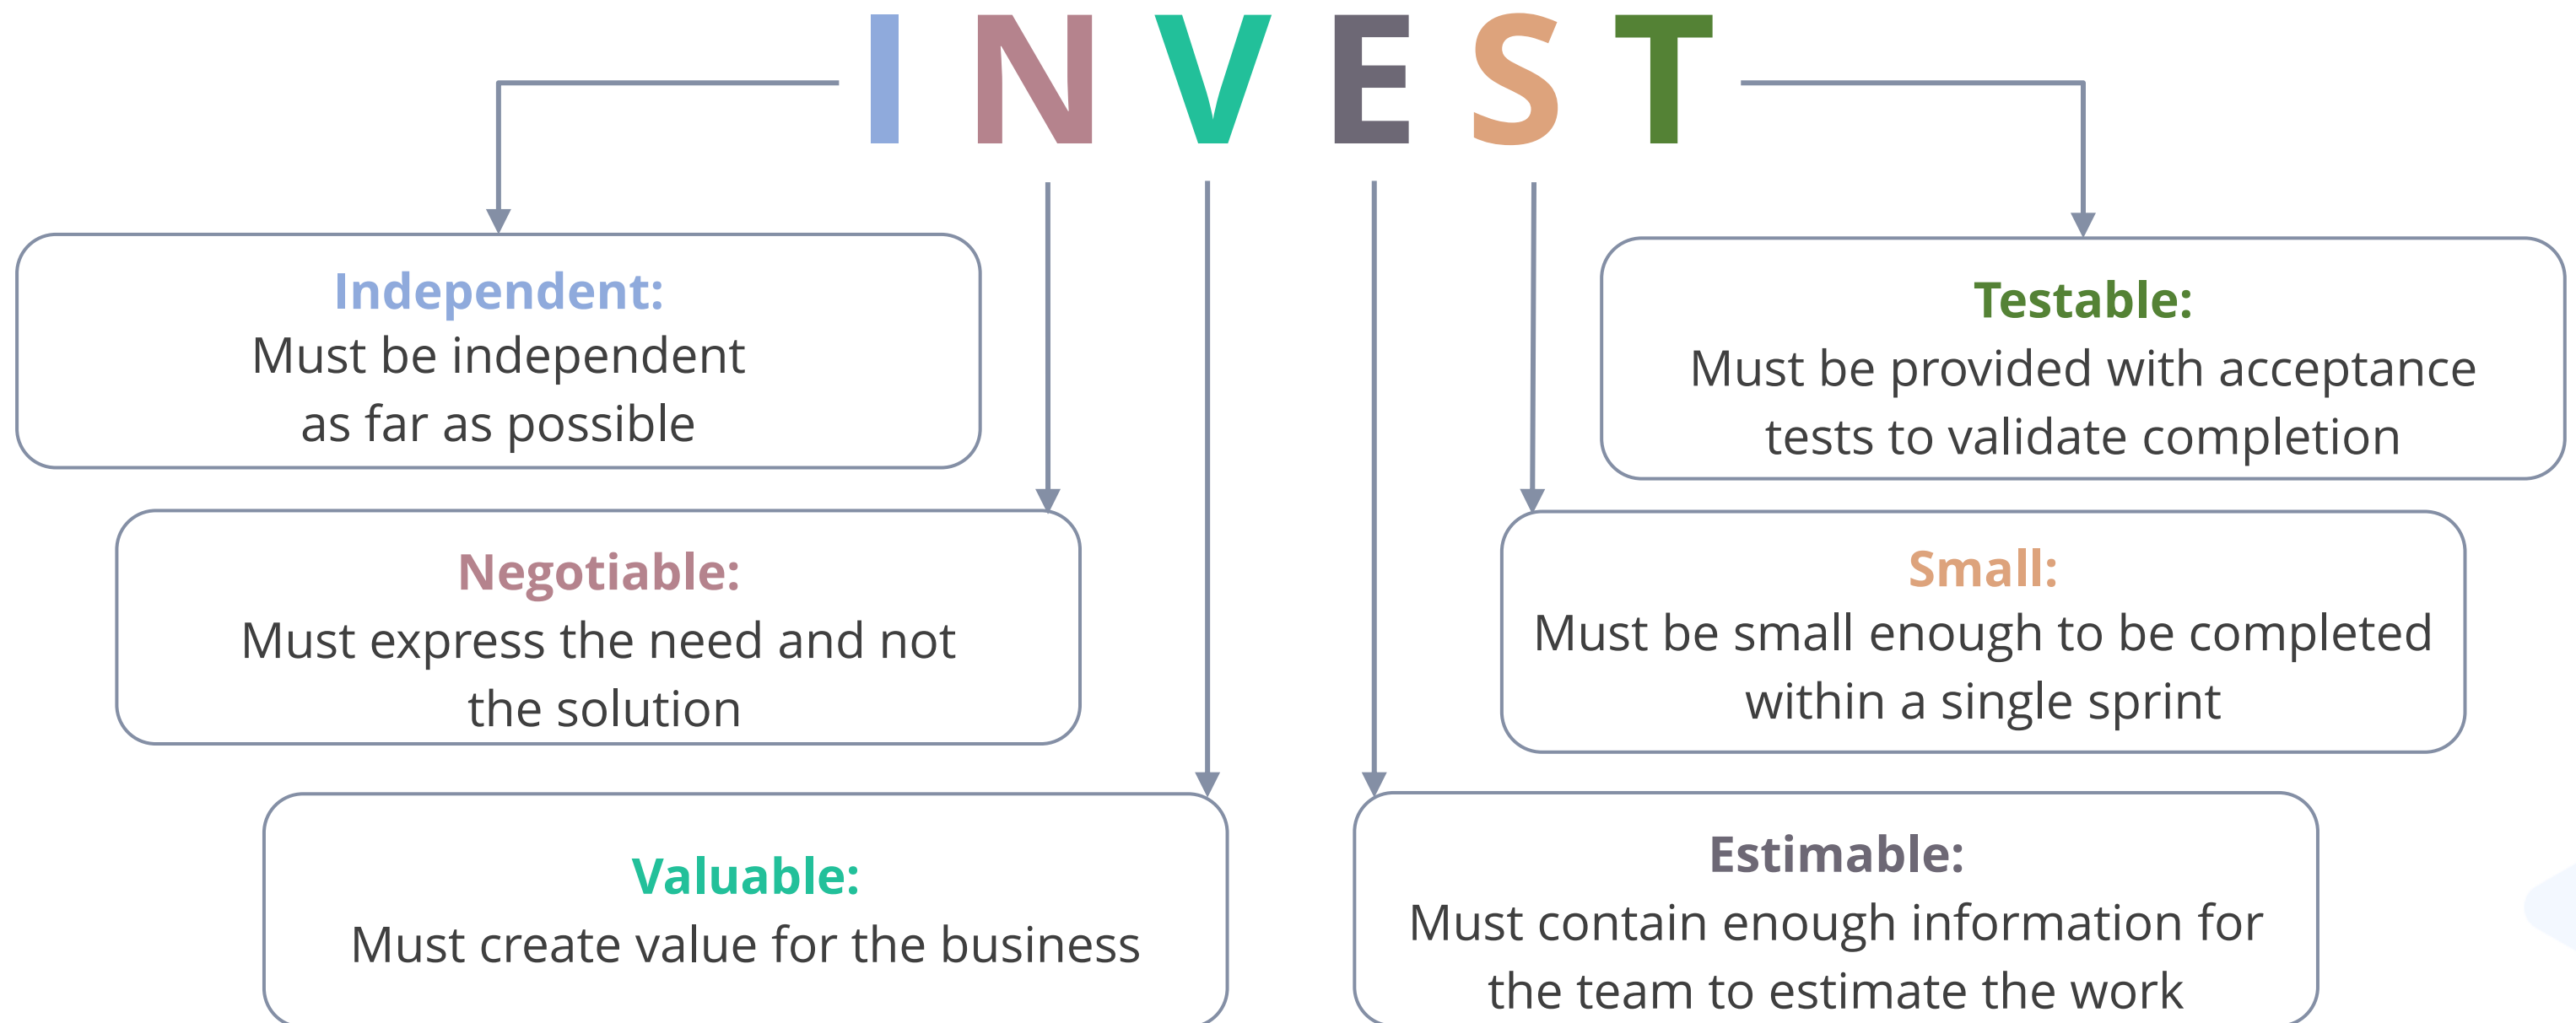 I N V E S T
Independent:
Must be independent
as far as possible
Negotiable:
Must express the need and not
the solution
Valuable:
Must create value for the business
Estimable:
Must contain enough information for
the team to estimate the work
Small:
Must be small enough to be completed
within a single sprint
Testable:
Must be provided with acceptance
tests to validate completion